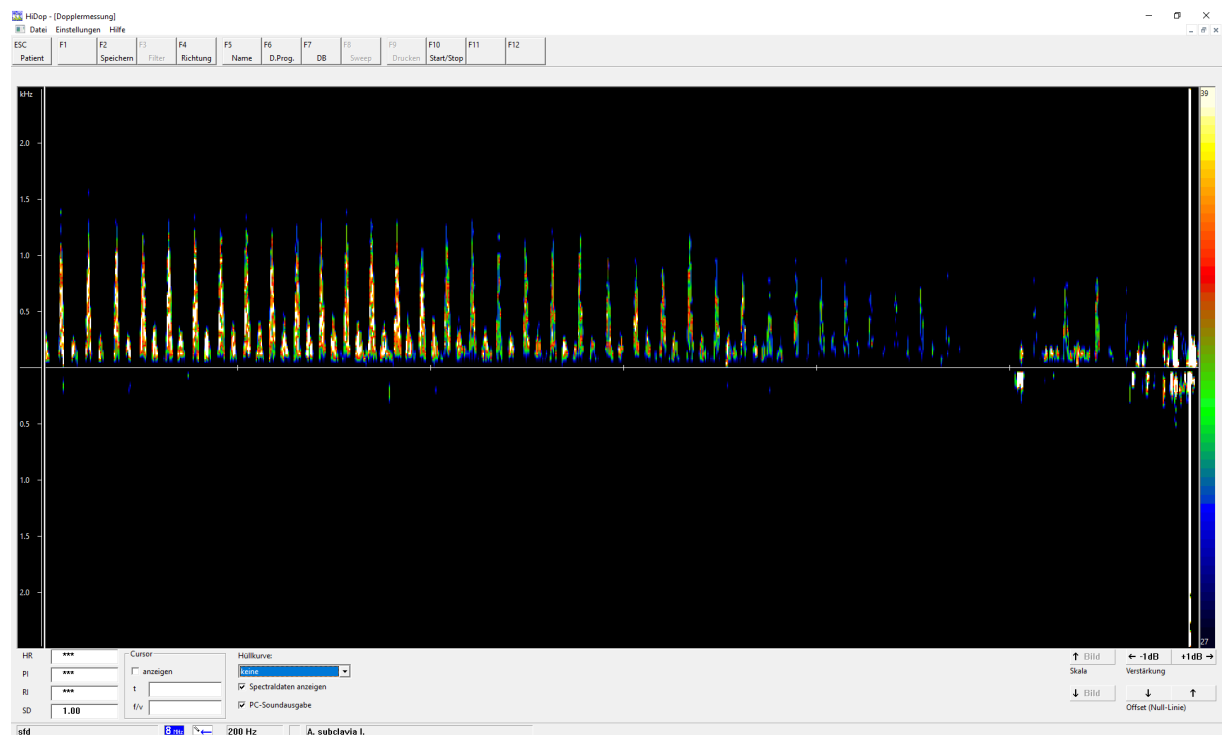 HiDop - [Dopplermessung]
Datei Einstellungen Hilfe
ESC F1 F2 F3 F4 F5 F6 F7 F8 F9 F10 F11 F12
Patient Speichern Filter Richtung Name D.Prog. DB Sweep Drucken Start/Stop
kHz
39
2.0
1.5
1.0
0.5
0.5
1.0
1.5
2.0
27
HR ***
PI ***
RJ ***
SD 1.00
Cursor
anzeigen
t
f/v
Hüllkurve:
keine
Spectraldaten anzeigen
PC-Soundausgabe
↑ Bild ← -1dB +1dB →
Skala Verstärkung
↓ Bild ↓ ↑
Offset (Null-Linie)
sfd 8 MHz 200 Hz A. subclavia l.